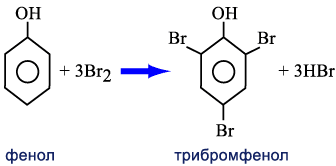 OH
OH
Br
Br
+ 3Br₂
+ 3HBr
Br
фенол
трибромфенол